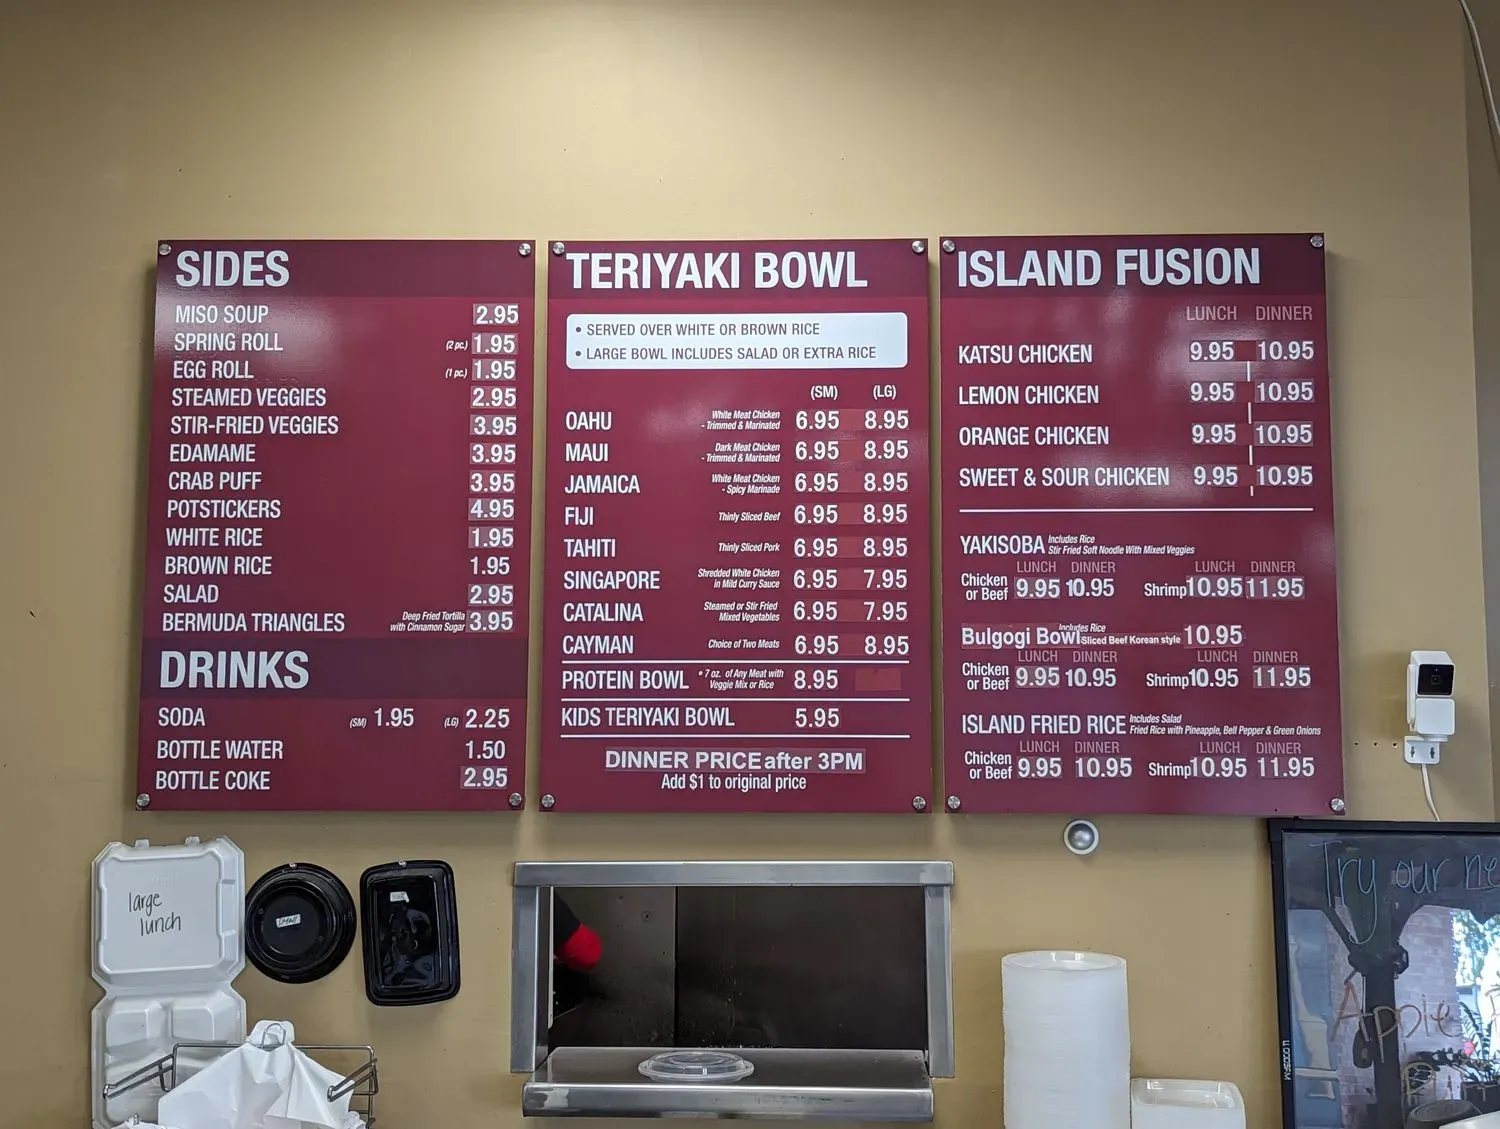 SIDES
MISO SOUP 2.95
SPRING ROLL (2 pc.) 1.95
EGG ROLL (1 pc.) 1.95
STEAMED VEGGIES 2.95
STIR-FRIED VEGGIES 3.95
EDAMAME 3.95
CRAB PUFF 3.95
POTSTICKERS 4.95
WHITE RICE 1.95
BROWN RICE 1.95
SALAD 2.95
BERMUDA TRIANGLES Deep Fried Tortilla with Cinnamon Sugar 3.95
DRINKS
SODA (SM) 1.95 (LG) 2.25
BOTTLE WATER 1.50
BOTTLE COKE 2.95
TERIYAKI BOWL
• SERVED OVER WHITE OR BROWN RICE
• LARGE BOWL INCLUDES SALAD OR EXTRA RICE
(SM) (LG)
OAHU White Meat Chicken - Trimmed & Marinated 6.95 8.95
MAUI Dark Meat Chicken - Trimmed & Marinated 6.95 8.95
JAMAICA White Meat Chicken - Spicy Marinade 6.95 8.95
FIJI Thinly Sliced Beef 6.95 8.95
TAHITI Thinly Sliced Pork 6.95 8.95
SINGAPORE Shredded White Chicken in Mild Curry Sauce 6.95 7.95
CATALINA Steamed or Stir Fried Mixed Vegetables 6.95 7.95
CAYMAN Choice of Two Meats 6.95 8.95
PROTEIN BOWL • 7 oz. of Any Meat with Veggie Mix or Rice 8.95
KIDS TERIYAKI BOWL 5.95
DINNER PRICE after 3PM
Add $1 to original price
ISLAND FUSION
LUNCH DINNER
KATSU CHICKEN 9.95 10.95
LEMON CHICKEN 9.95 10.95
ORANGE CHICKEN 9.95 10.95
SWEET & SOUR CHICKEN 9.95 10.95
YAKISOBA Includes Rice
Stir Fried Soft Noodle With Mixed Veggies
LUNCH DINNER LUNCH DINNER
Chicken or Beef 9.95 10.95 Shrimp 10.95 11.95
Includes Rice
Bulgogi Bowl Sliced Beef Korean style 10.95
LUNCH DINNER LUNCH DINNER
Chicken or Beef 9.95 10.95 Shrimp 10.95 11.95
ISLAND FRIED RICE Includes Salad
Fried Rice with Pineapple, Bell Pepper & Green Onions
LUNCH DINNER LUNCH DINNER
Chicken or Beef 9.95 10.95 Shrimp 10.95 11.95
large
lunch
Try our ne
Apple